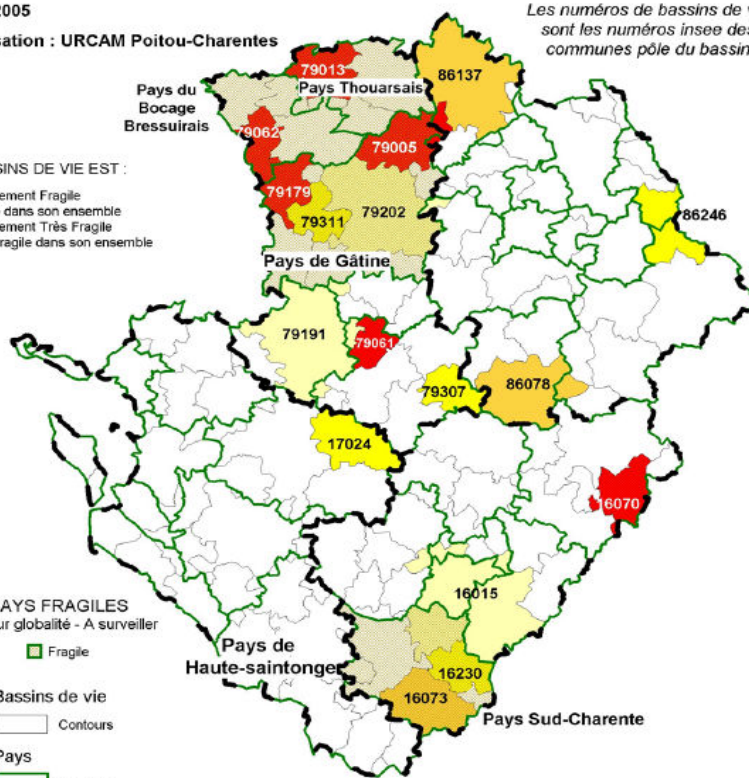 2005
Les numéros de bassins de
sont les numéros insee
communes pôle du bassin
sation : URCAM Poitou-Charentes
79013
86137
Pays du
Bocage
Bressuirais
Pays Thouarsais
79062
79005
SINS DE VIE EST :
ement Fragile
dans son ensemble
ement Très Fragile
ragile dans son ensemble
79179
79311
79202
86246
Pays de Gâtine
79191
79061
79307
86078
17024
16070
PAYS FRAGILES
ur globalité - A surveiller
Fragile
16015
Pays de
Haute-saintonge
16230
16073
Bassins de vie
Contours
Pays Sud-Charente
Pays